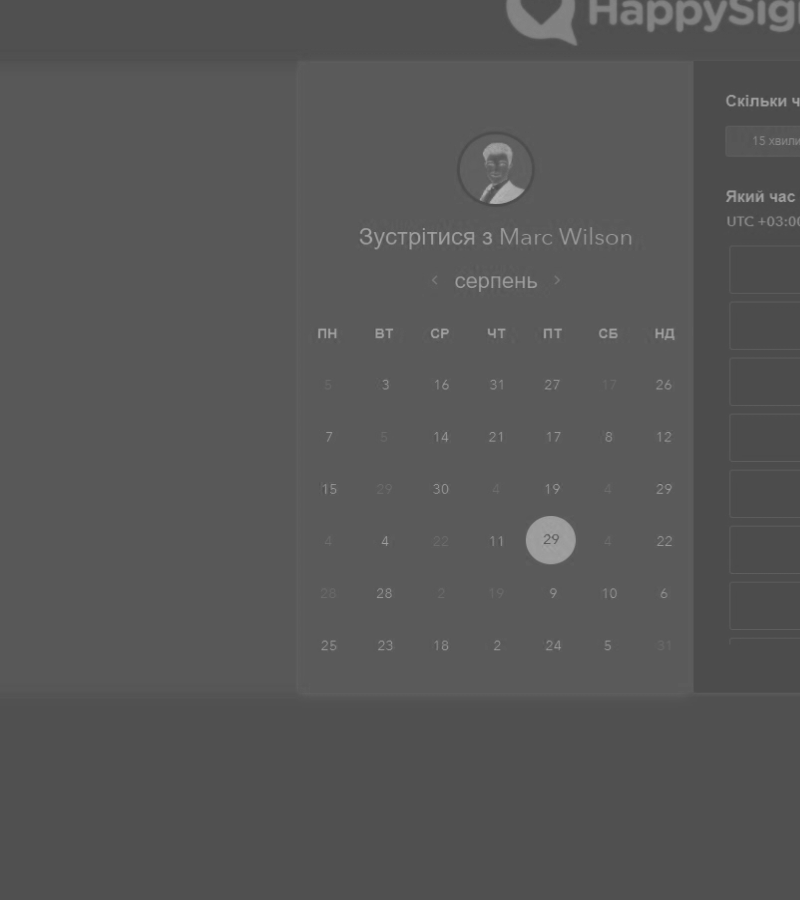 HappySig
Зустрітися з Marc Wilson
серпень
ПН ВТ СР ЧТ ПТ СБ НД
5 3 16 31 27 17 26
7 5 14 21 17 8 12
15 29 30 4 19 4 29
4 4 22 11 29 4 22
28 28 2 19 9 10 6
25 23 18 2 24 5 31
Скільки ч
15 хвили
Який час
UTC +03:00